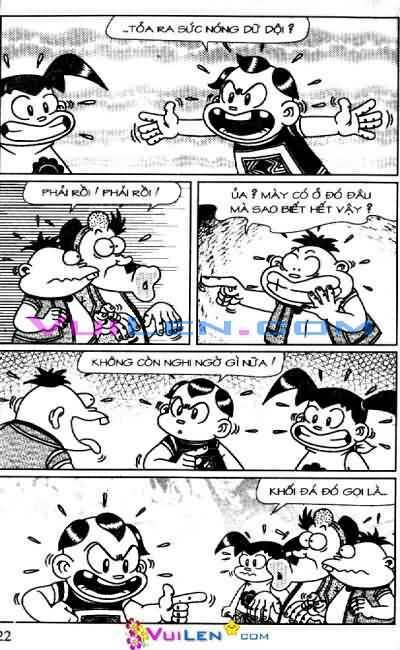 ...TỎA RA SỨC NÓNG DỮ DỘI ?
PHẢI RỒI ! PHẢI RỒI !
ỦA ? MÀY CÓ Ở ĐÓ ĐÂU
MÀ SAO BIẾT HẾT VẬY ?
VUILEN.COM
KHÔNG CÒN NGHI NGỜ GÌ NỮA !
KHỐI ĐÁ ĐÓ GỌI LÀ...
22
VUILEN.COM